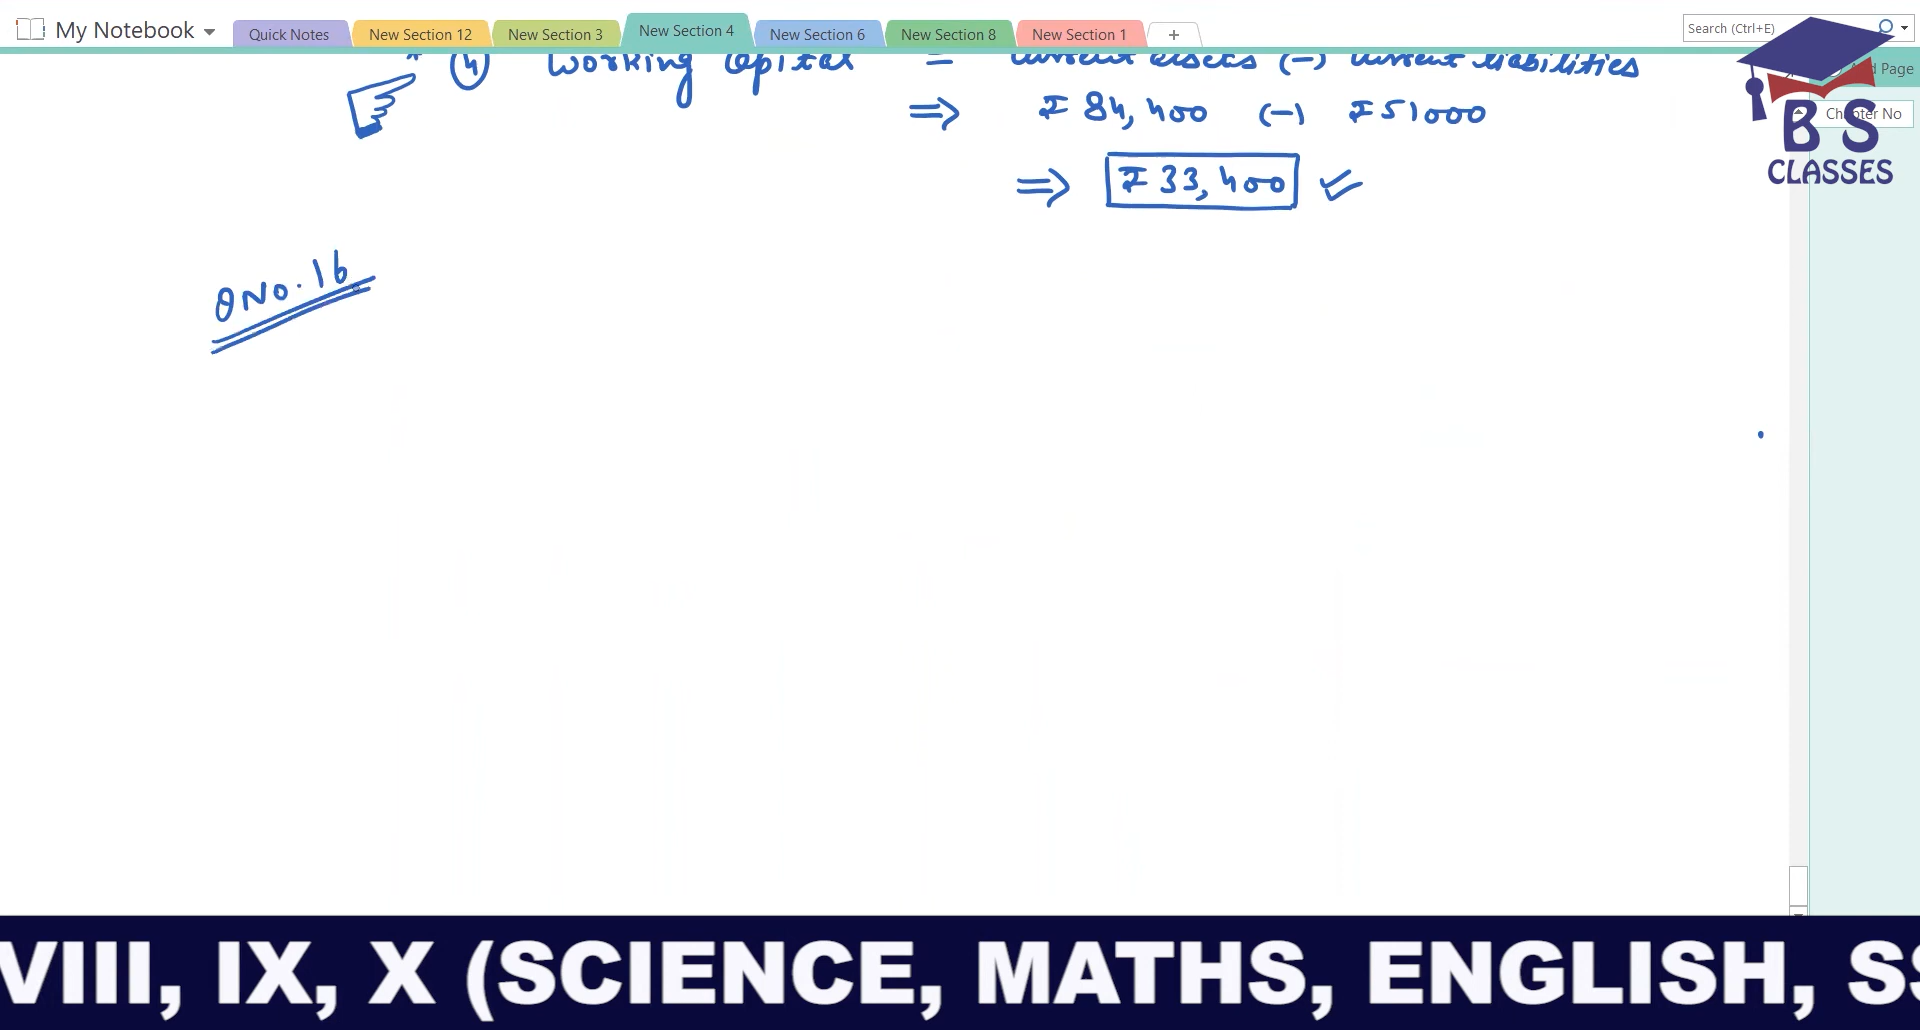 My Notebook
Quick Notes
New Section 12
New Section 3
New Section 4
New Section 6
New Section 8
New Section 1
+
Search (Ctrl+E)
Page
Chapter No
B S
CLASSES
* (4) Working Capital = Current assets (-) Current liabilities
⇒ ₹ 84,400 (-) ₹ 51000
⇒ ₹ 33,400 ✓
QNo. 16
VIII, IX, X (SCIENCE, MATHS, ENGLISH, SS